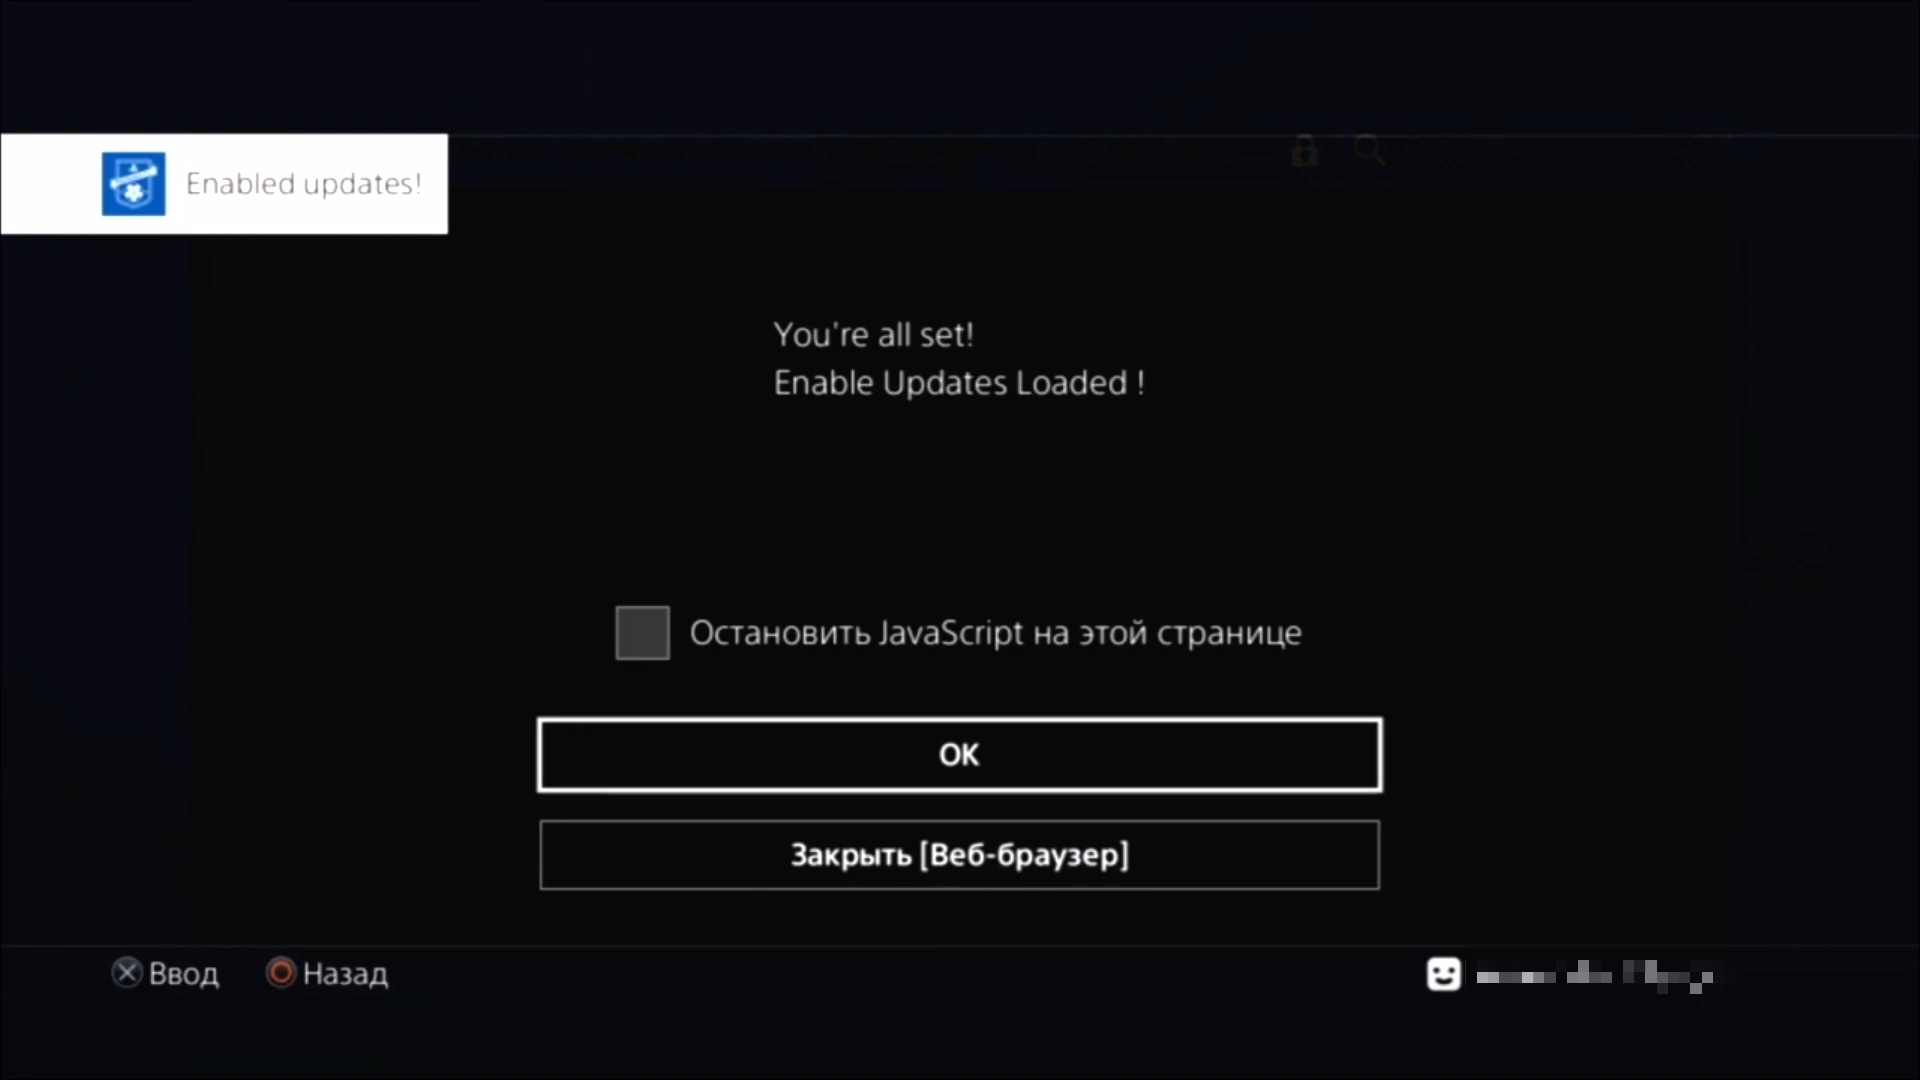 Enabled updates!
You're all set!
Enable Updates Loaded !
Остановить JavaScript на этой странице
OK
Закрыть [Веб-браузер]
Ввод
Назад